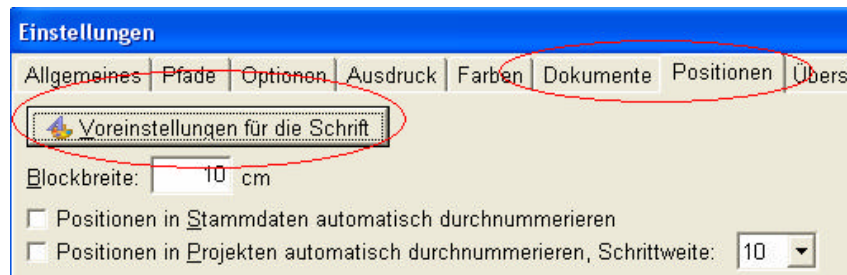 Einstellungen
Allgemeines Pfade Optionen Ausdruck Farben Dokumente Positionen Übers
Voreinstellungen für die Schrift
Blockbreite: 10 cm
Positionen in Stammdaten automatisch durchnummerieren
Positionen in Projekten automatisch durchnummerieren, Schrittweite: 10